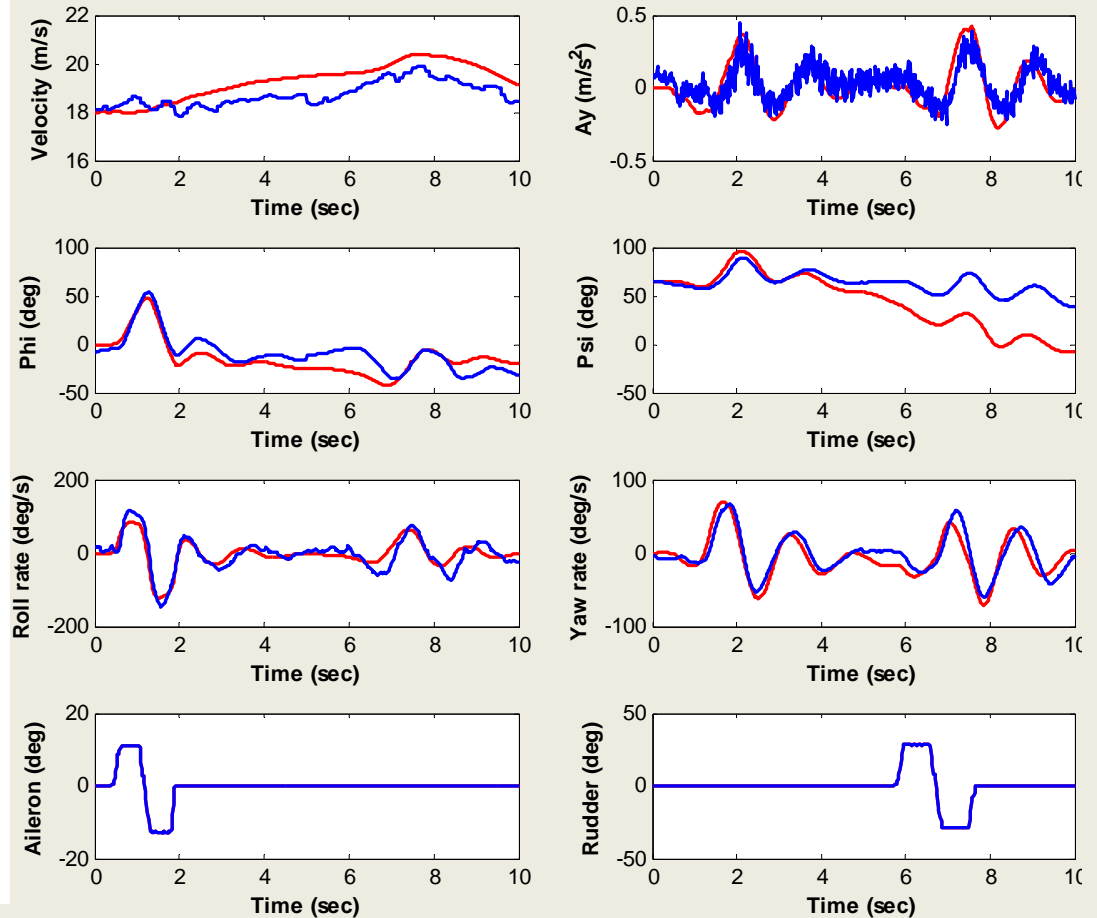 22
20
18
16
Velocity (m/s)
0 2 4 6 8 10
Time (sec)
0.5
0
-0.5
Ay (m/s²)
0 2 4 6 8 10
Time (sec)
100
50
0
-50
Phi (deg)
0 2 4 6 8 10
Time (sec)
100
50
0
-50
Psi (deg)
0 2 4 6 8 10
Time (sec)
200
0
-200
Roll rate (deg/s)
0 2 4 6 8 10
Time (sec)
100
0
-100
Yaw rate (deg/s)
0 2 4 6 8 10
Time (sec)
20
0
-20
Aileron (deg)
0 2 4 6 8 10
Time (sec)
50
0
-50
Rudder (deg)
0 2 4 6 8 10
Time (sec)